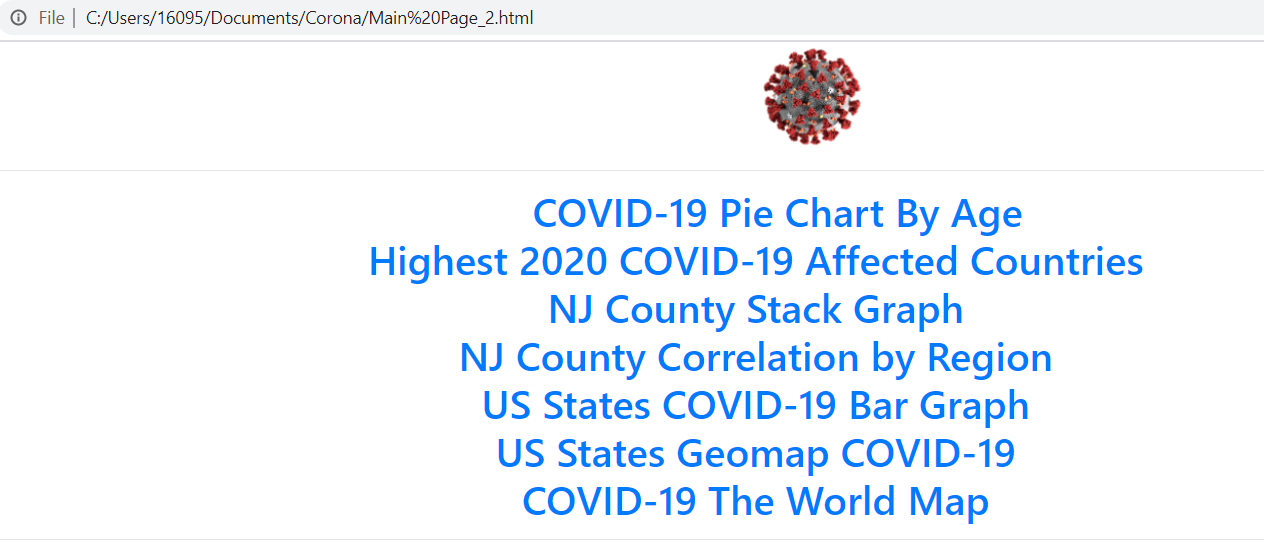 File | C:/Users/16095/Documents/Corona/Main%20Page_2.html
COVID-19 Pie Chart By Age
Highest 2020 COVID-19 Affected Countries
NJ County Stack Graph
NJ County Correlation by Region
US States COVID-19 Bar Graph
US States Geomap COVID-19
COVID-19 The World Map